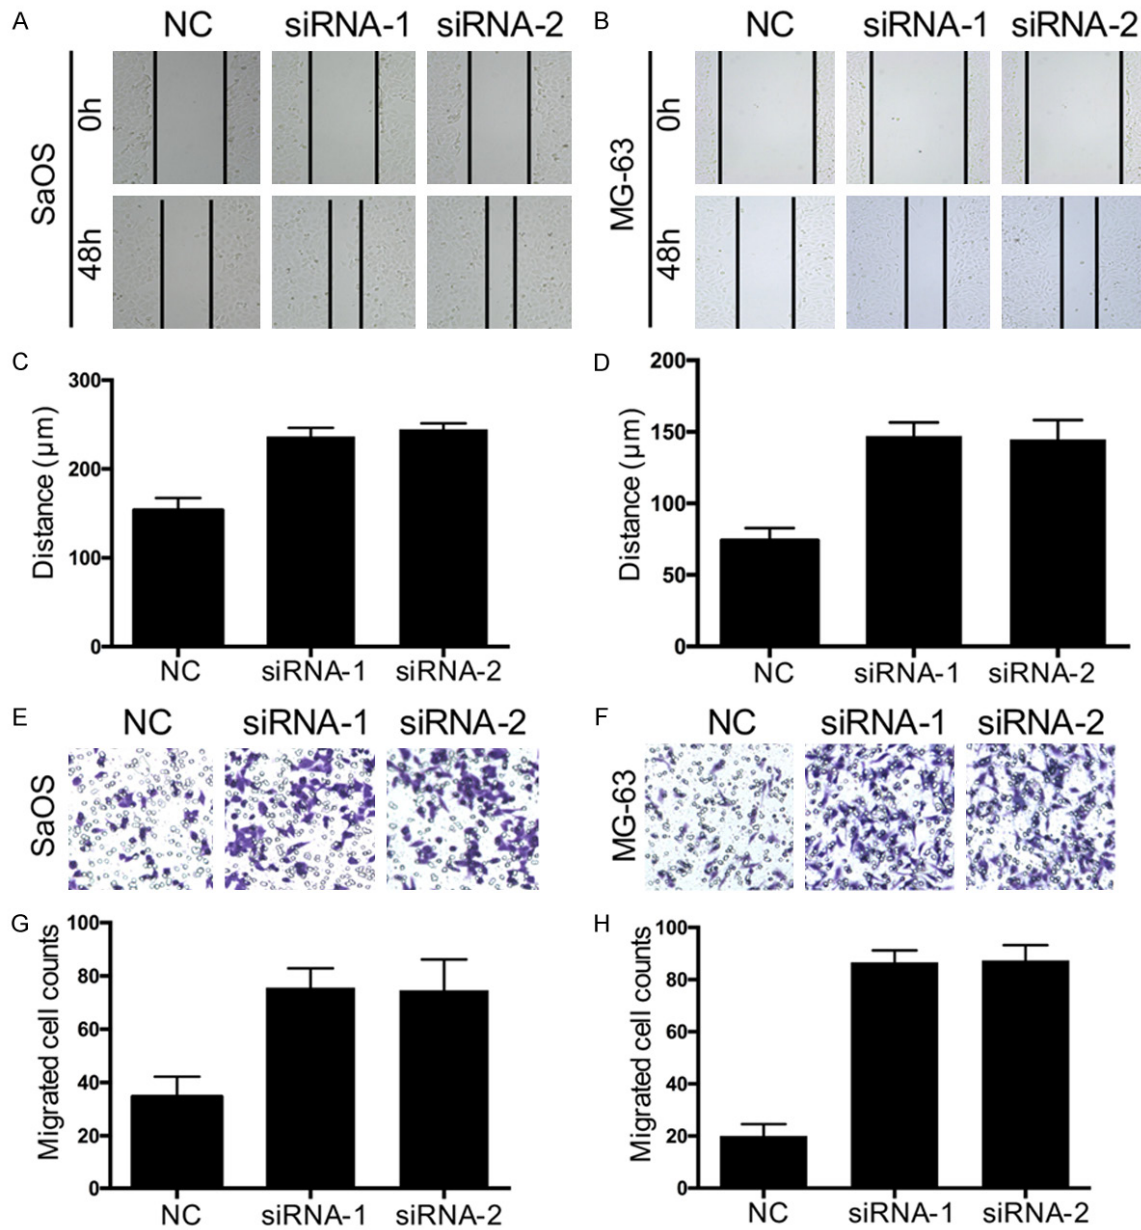 A NC siRNA-1 siRNA-2
SaOS
0h
48h
B NC siRNA-1 siRNA-2
MG-63
0h
48h
C
Distance (µm)
300
200
100
0
NC siRNA-1 siRNA-2
D
Distance (µm)
200
150
100
50
0
NC siRNA-1 siRNA-2
E NC siRNA-1 siRNA-2
SaOS
F NC siRNA-1 siRNA-2
MG-63
G
Migrated cell counts
100
80
60
40
20
0
NC siRNA-1 siRNA-2
H
Migrated cell counts
100
80
60
40
20
0
NC siRNA-1 siRNA-2